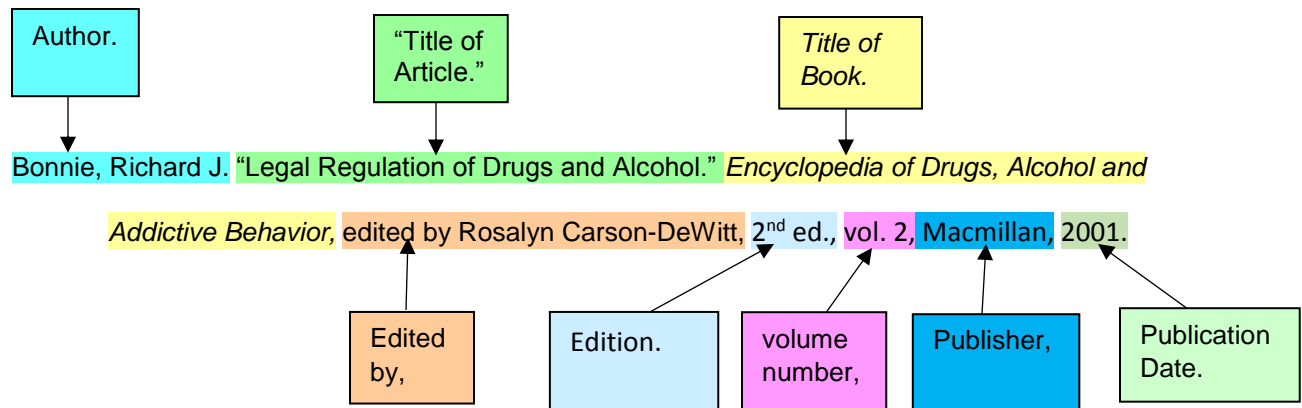 Author.
“Title of
Article.”
Title of
Book.
Bonnie, Richard J. “Legal Regulation of Drugs and Alcohol.” Encyclopedia of Drugs, Alcohol and
Addictive Behavior, edited by Rosalyn Carson-DeWitt, 2nd ed., vol. 2, Macmillan, 2001.
Edited
by,
Edition.
volume
number,
Publisher,
Publication
Date.